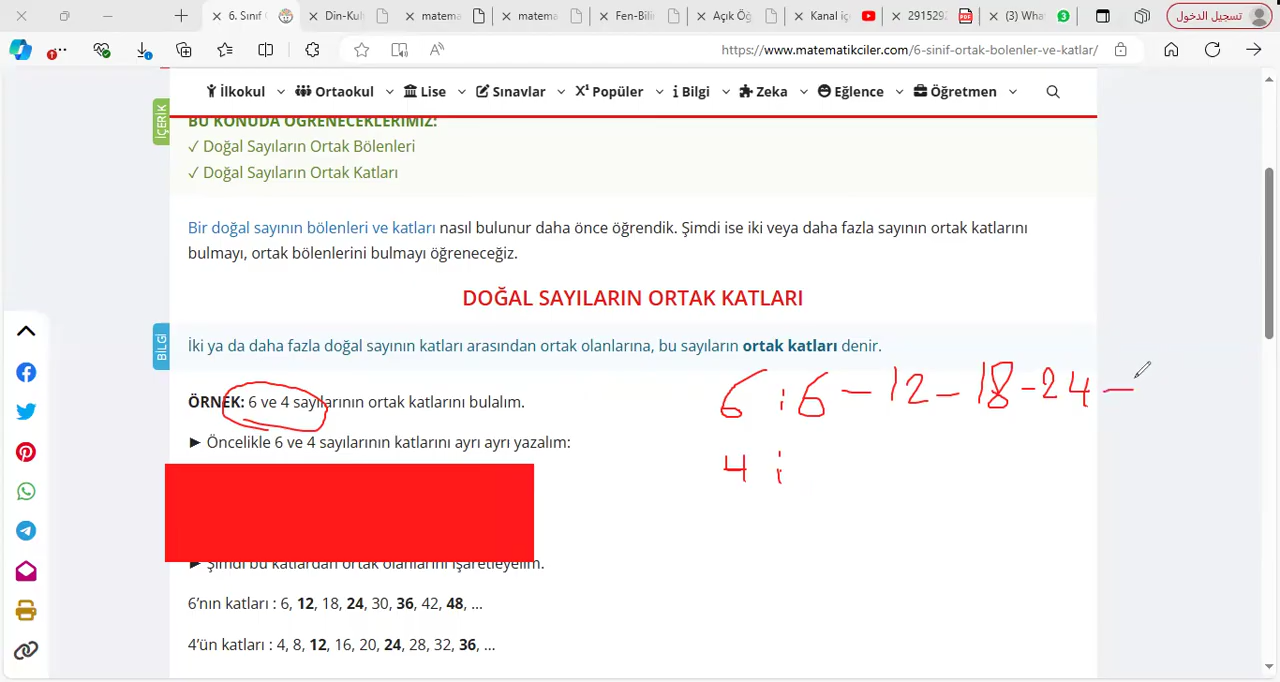 6. Sınıf
Din-Kul
matema
matema
Fen-Bilin
Açık Öğ
Kanal iç
2915292
(3) Wha
تسجيل الدخول
https://www.matematikciler.com/6-sinif-ortak-bolenler-ve-katlar/
İlkokul Ortaokul Lise Sınavlar X² Popüler Bilgi Zeka Eğlence Öğretmen
İÇERİK
BU KONUDA ÖĞRENECEKLERİMİZ:
✓ Doğal Sayıların Ortak Bölenleri
✓ Doğal Sayıların Ortak Katları
Bir doğal sayının bölenleri ve katları nasıl bulunur daha önce öğrendik. Şimdi ise iki veya daha fazla sayının ortak katlarını
bulmayı, ortak bölenlerini bulmayı öğreneceğiz.
DOĞAL SAYILARIN ORTAK KATLARI
BİLGİ
İki ya da daha fazla doğal sayının katları arasından ortak olanlarına, bu sayıların ortak katları denir.
ÖRNEK: 6 ve 4 sayılarının ortak katlarını bulalım.
6 : 6 – 12 – 18 - 24 –
► Öncelikle 6 ve 4 sayılarının katlarını ayrı ayrı yazalım:
4 :
► Şimdi bu katlardan ortak olanlarını işaretleyelim.
6’nın katları : 6, 12, 18, 24, 30, 36, 42, 48, ...
4’ün katları : 4, 8, 12, 16, 20, 24, 28, 32, 36, ...